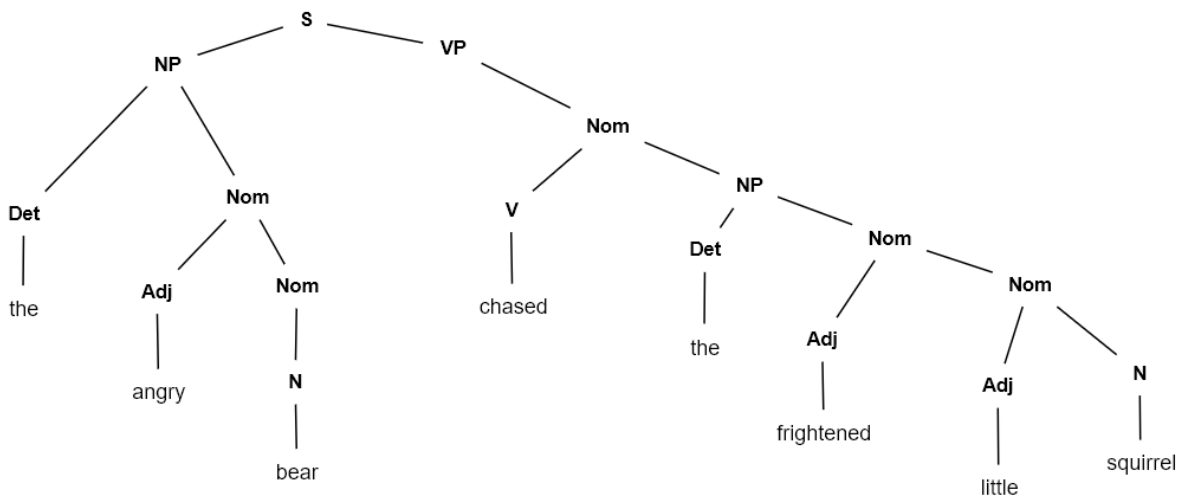 S
NP VP
Nom
NP
Det Nom V
Nom
Det
Adj Nom Nom
the chased
Adj
the
angry N Adj N
frightened
bear squirrel
little